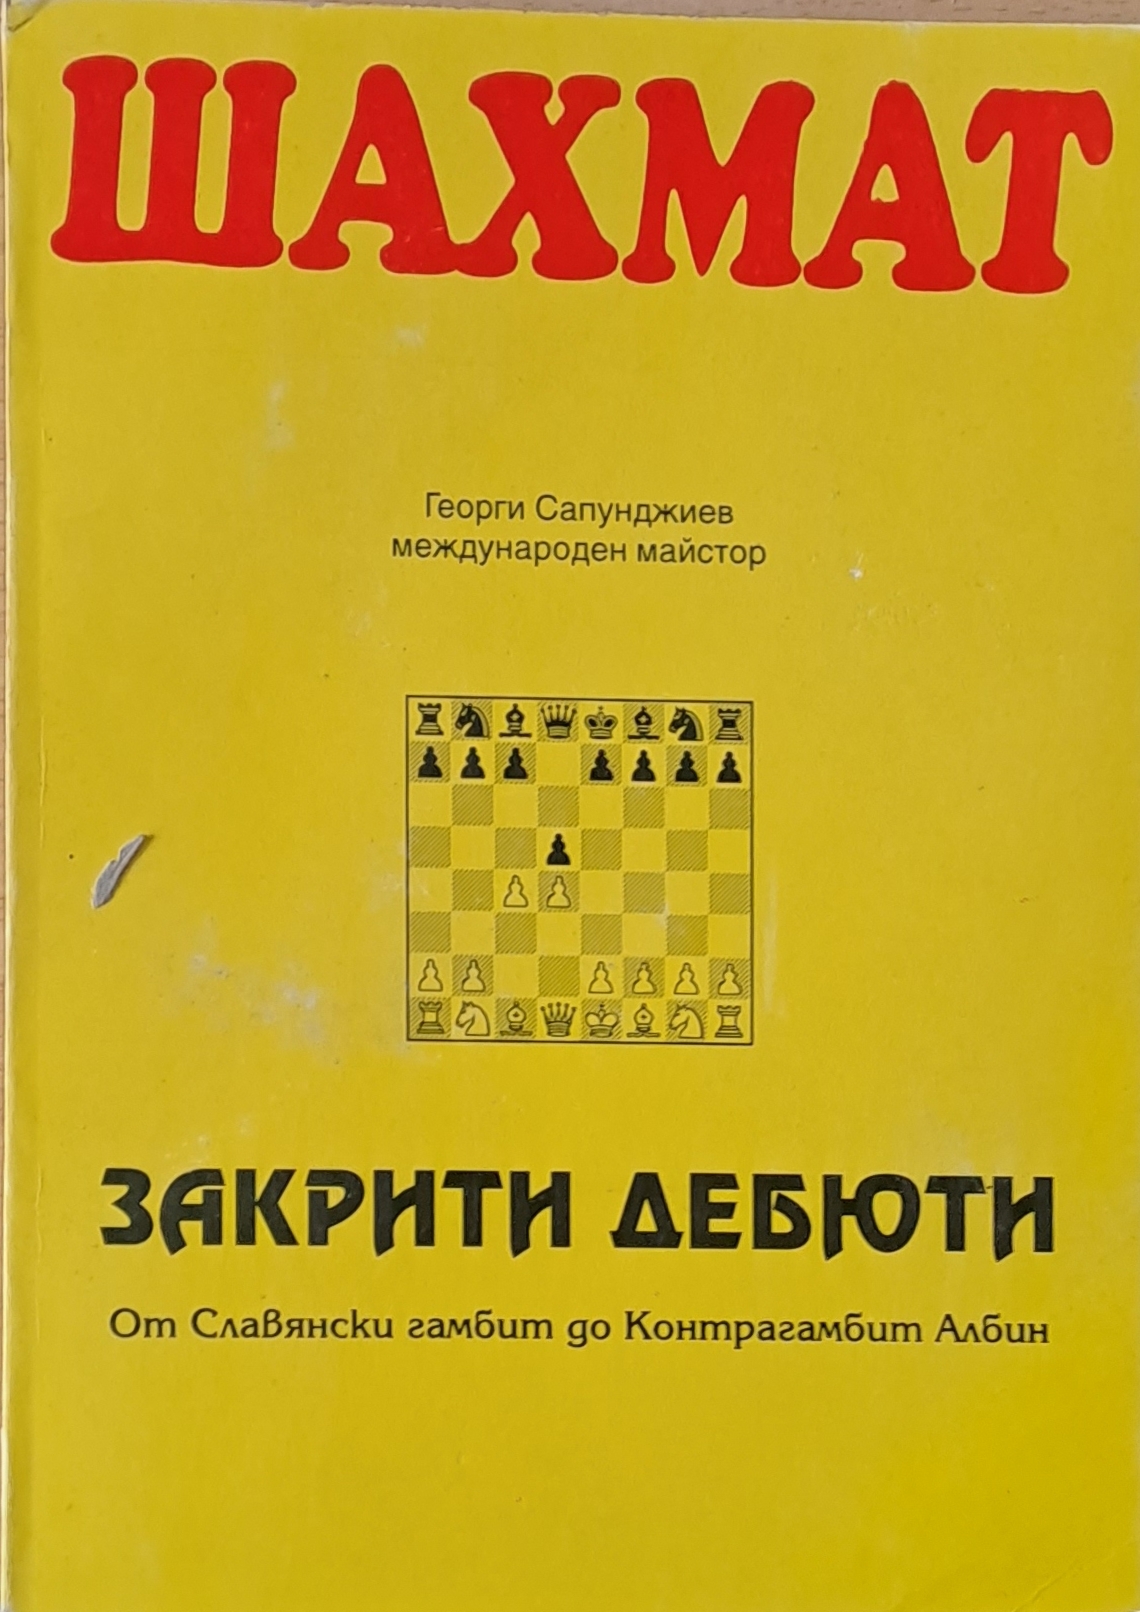 ШАХМАТ
Георги Сапунджиев
международен майстор
ЗАКРИТИ ДЕБЮТИ
От Славянски гамбит до Контрагамбит Албин